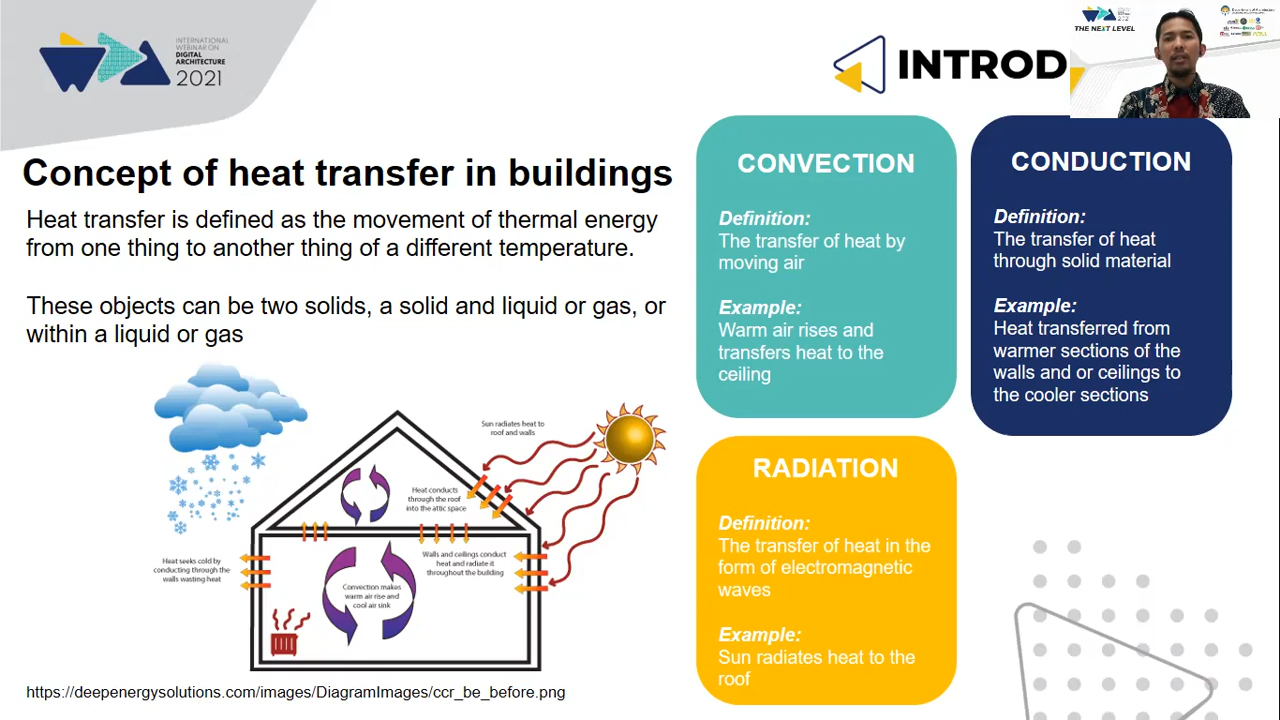 INTERNATIONAL
WEBINAR ON
DIGITAL
ARCHITECTURE
2021
INTROD
THE NEXT LEVEL
Concept of heat transfer in buildings
Heat transfer is defined as the movement of thermal energy
from one thing to another thing of a different temperature.
These objects can be two solids, a solid and liquid or gas, or
within a liquid or gas
Sun radiates heat to
roof and walls
Heat conducts
through the roof
into the attic space
Heat seeks cold by
conducting through the
walls wasting heat
Walls and ceilings conduct
heat and radiate it
throughout the building
Convection makes
warm air rise and
cool air sink
https://deepenergysolutions.com/images/DiagramImages/ccr_be_before.png
CONVECTION
Definition:
The transfer of heat by
moving air
Example:
Warm air rises and
transfers heat to the
ceiling
CONDUCTION
Definition:
The transfer of heat
through solid material
Example:
Heat transferred from
warmer sections of the
walls and or ceilings to
the cooler sections
RADIATION
Definition:
The transfer of heat in the
form of electromagnetic
waves
Example:
Sun radiates heat to the
roof